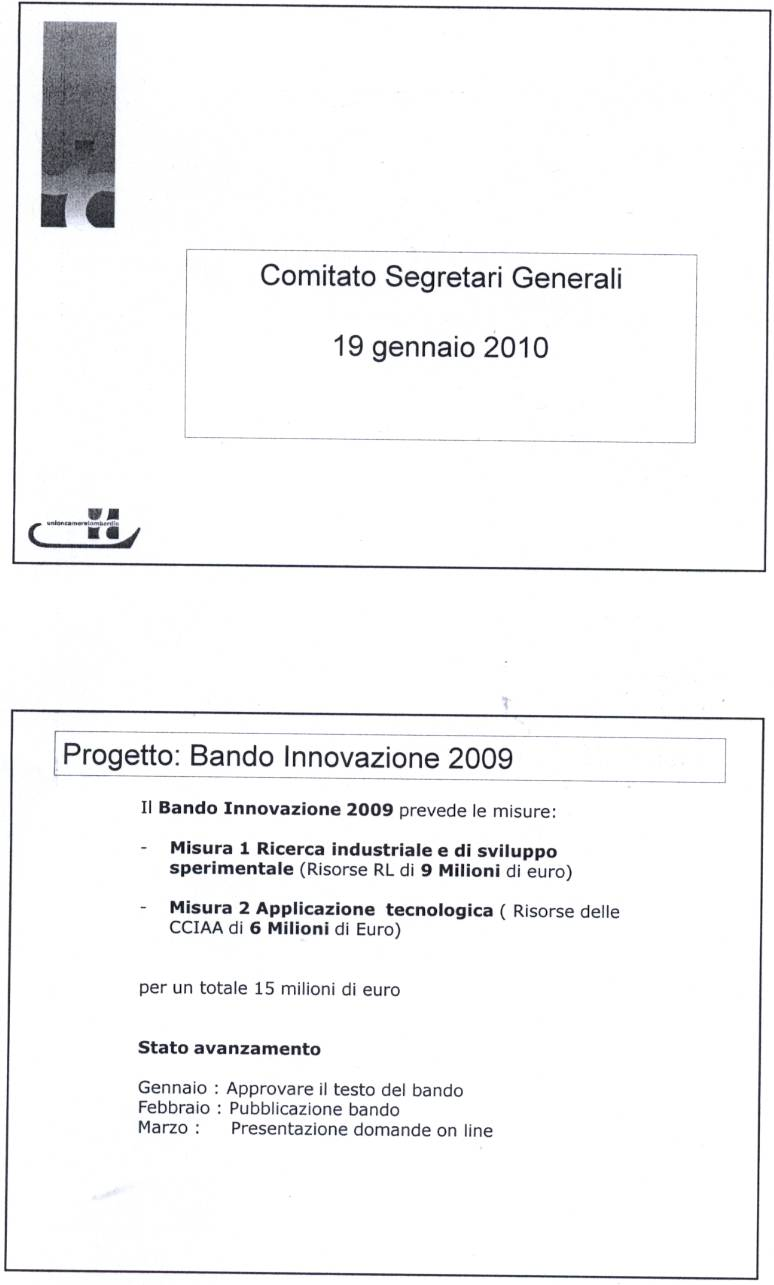 Comitato Segretari Generali
19 gennaio 2010
unioncamerelombardia
Progetto: Bando Innovazione 2009
Il Bando Innovazione 2009 prevede le misure:
- Misura 1 Ricerca industriale e di sviluppo
sperimentale (Risorse RL di 9 Milioni di euro)
- Misura 2 Applicazione tecnologica ( Risorse delle
CCIAA di 6 Milioni di Euro)
per un totale 15 milioni di euro
Stato avanzamento
Gennaio : Approvare il testo del bando
Febbraio : Pubblicazione bando
Marzo : Presentazione domande on line